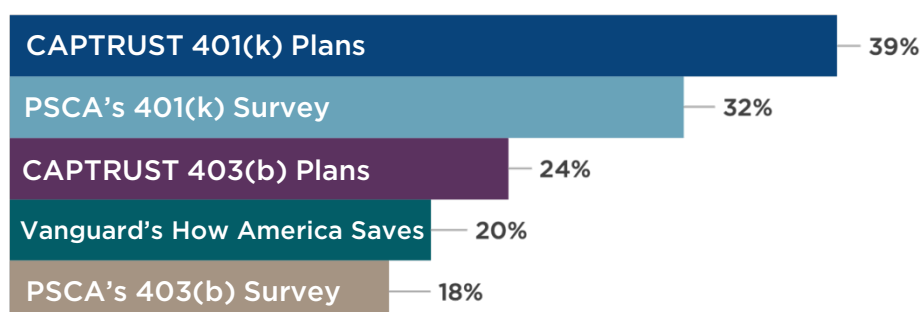 CAPTRUST 401(k) Plans 39%
PSCA's 401(k) Survey 32%
CAPTRUST 403(b) Plans 24%
Vanguard's How America Saves 20%
PSCA's 403(b) Survey 18%